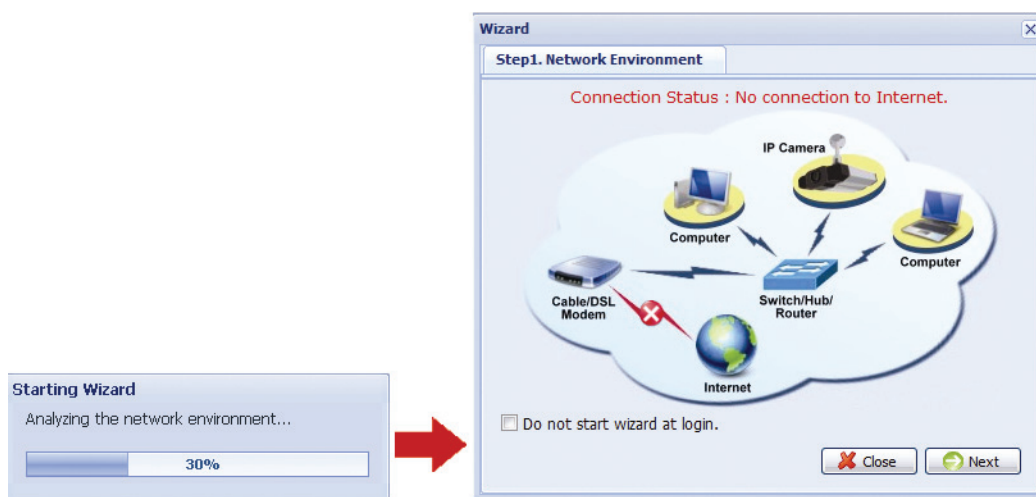 Starting Wizard
Analyzing the network environment...
30%
Wizard
Step1. Network Environment
Connection Status : No connection to Internet.
IP Camera
Computer
Computer
Cable/DSL
Modem
Switch/Hub/
Router
Internet
Do not start wizard at login.
Close
Next